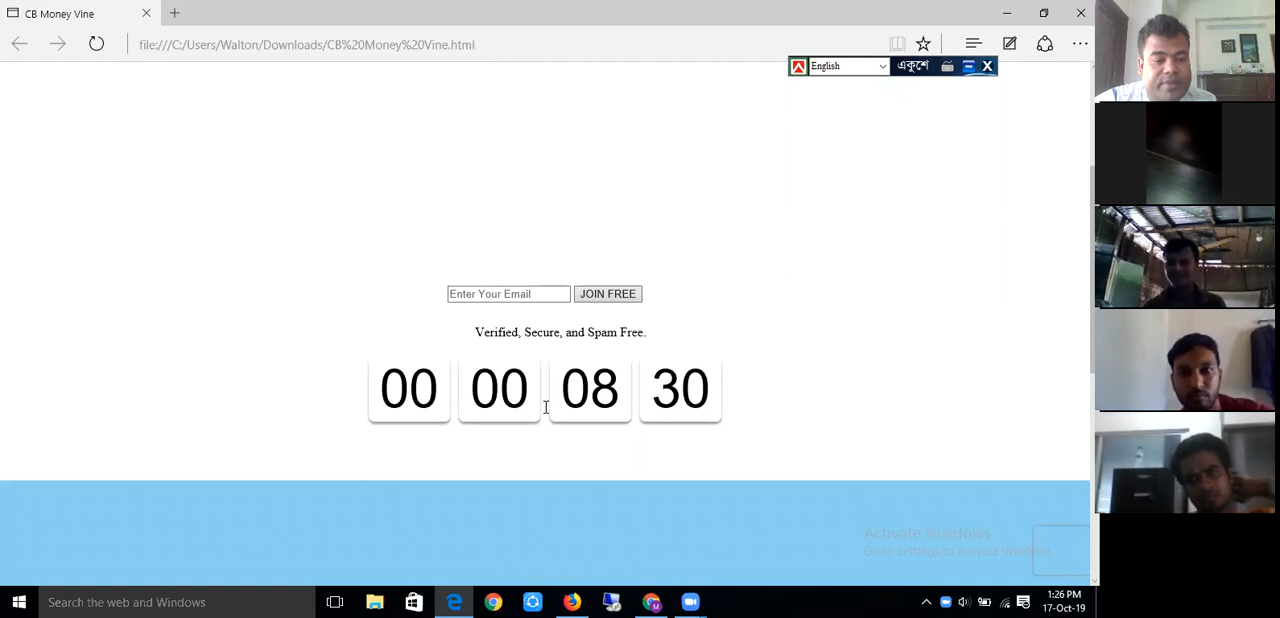 CB Money Vine
file:///C:/Users/Walton/Downloads/CB%20Money%20Vine.html
English
একুশে
Enter Your Email
JOIN FREE
Verified, Secure, and Spam Free.
00 00 08 30
Activate Windows
Go to Settings to activate Windows.
Search the web and Windows
1:26 PM
17-Oct-19